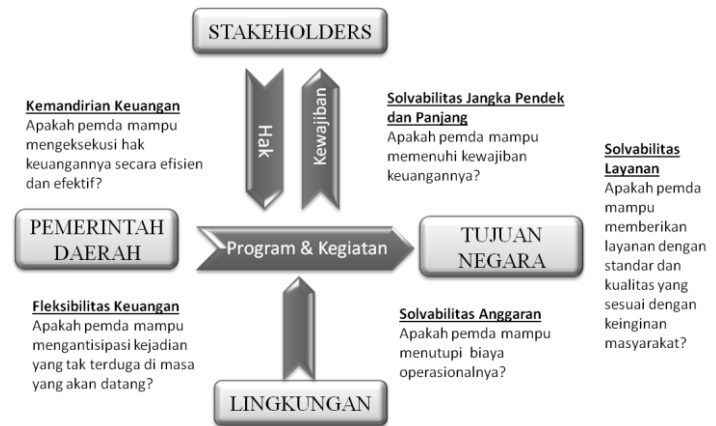 STAKEHOLDERS
Kemandirian Keuangan
Apakah pemda mampu
mengeksekusi hak
keuangannya secara efisien
dan efektif?
Hak
Kewajiban
Solvabilitas Jangka Pendek
dan Panjang
Apakah pemda mampu
memenuhi kewajiban
keuangannya?
Solvabilitas
Layanan
Apakah pemda
mampu
memberikan
layanan dengan
standar dan
kualitas yang
sesuai dengan
keinginan
masyarakat?
PEMERINTAH
DAERAH
Program & Kegiatan
TUJUAN
NEGARA
Fleksibilitas Keuangan
Apakah pemda mampu
mengantisipasi kejadian
yang tak terduga di masa
yang akan datang?
Solvabilitas Anggaran
Apakah pemda mampu
menutupi biaya
operasionalnya?
LINGKUNGAN